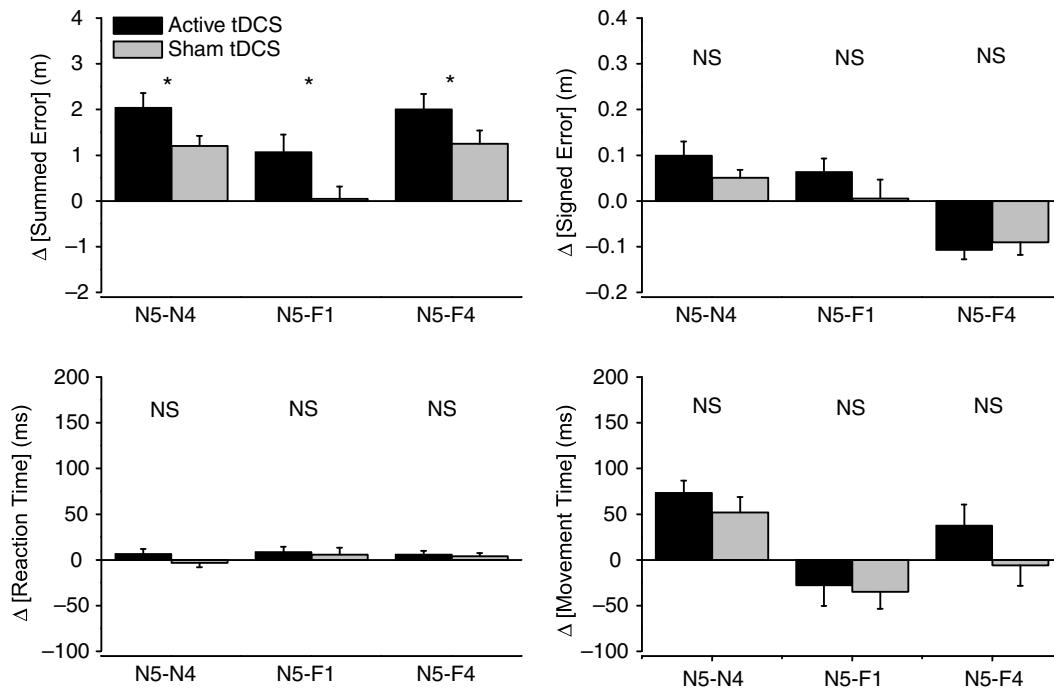 Δ [Summed Error] (m)
4
3
2
1
0
−1
−2
Active tDCS
Sham tDCS
* * *
N5-N4 N5-F1 N5-F4
Δ [Signed Error] (m)
0.4
0.3
0.2
0.1
0.0
−0.1
−0.2
NS NS NS
N5-N4 N5-F1 N5-F4
Δ [Reaction Time] (ms)
200
150
100
50
0
−50
−100
NS NS NS
N5-N4 N5-F1 N5-F4
Δ [Movement Time] (ms)
200
150
100
50
0
−50
−100
NS NS NS
N5-N4 N5-F1 N5-F4